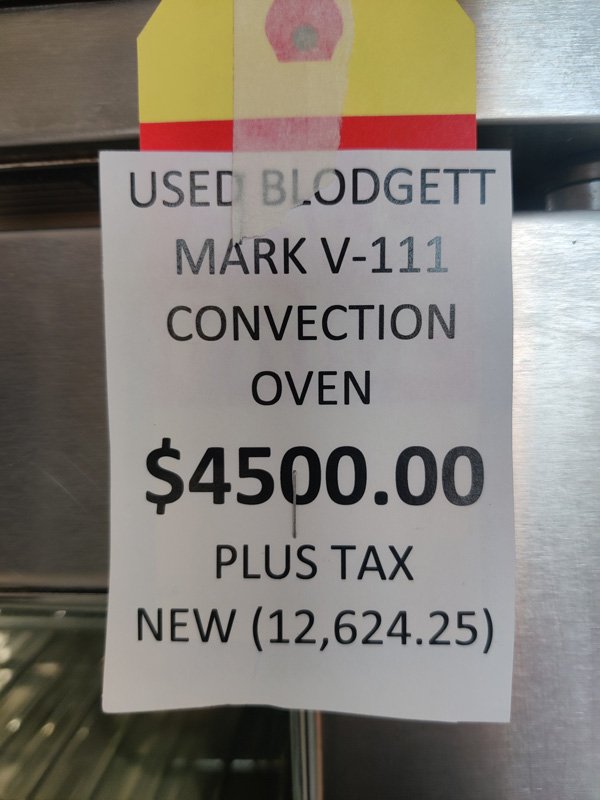 USED BLODGETT
MARK V-111
CONVECTION
OVEN
$4500.00
PLUS TAX
NEW (12,624.25)